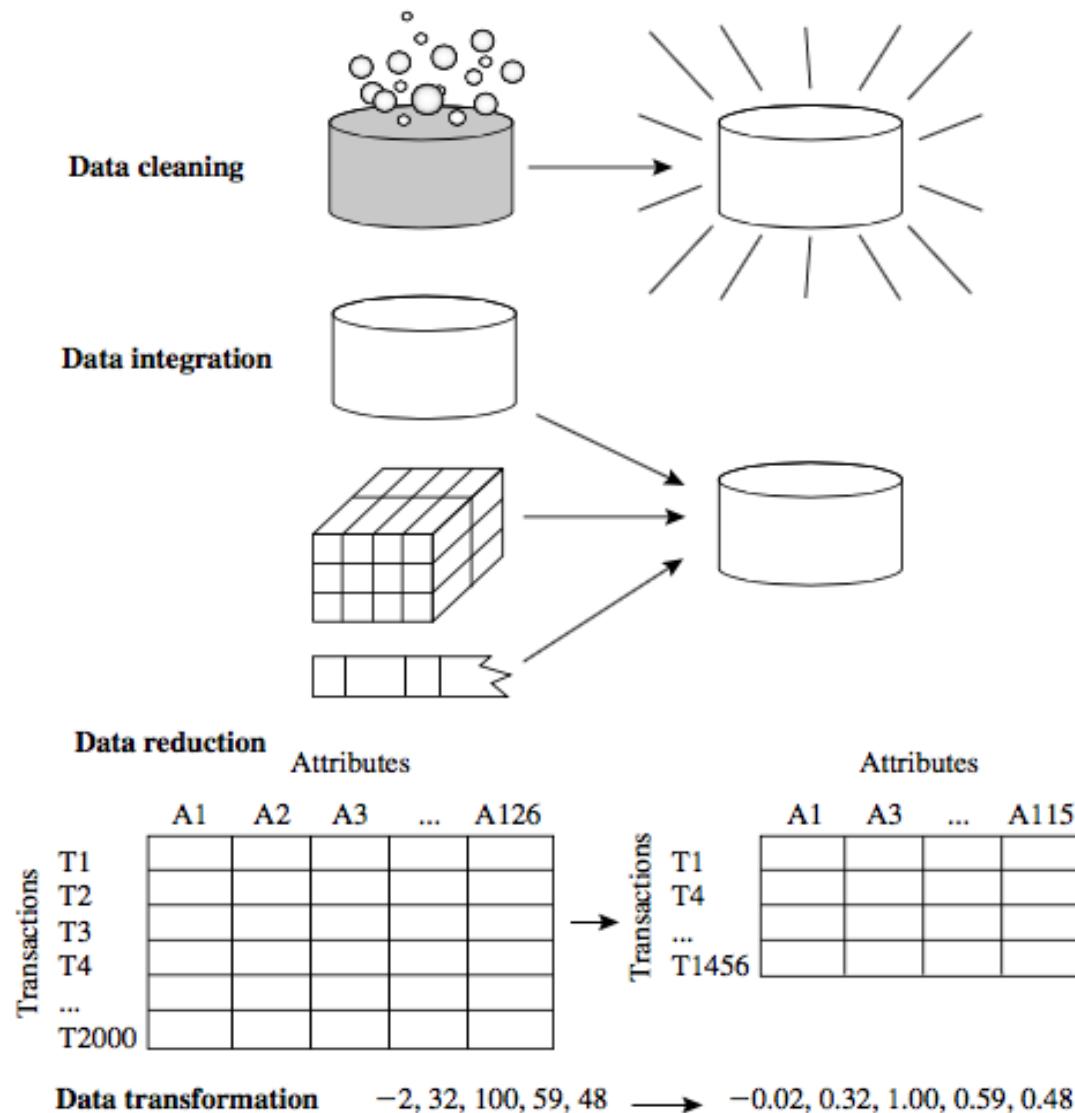 Data cleaning
Data integration
Data reduction
Attributes
A1 A2 A3 ... A126
Transactions
T1
T2
T3
T4
...
T2000
Attributes
A1 A3 ... A115
Transactions
T1
T4
...
T1456
Data transformation −2, 32, 100, 59, 48 −0.02, 0.32, 1.00, 0.59, 0.48